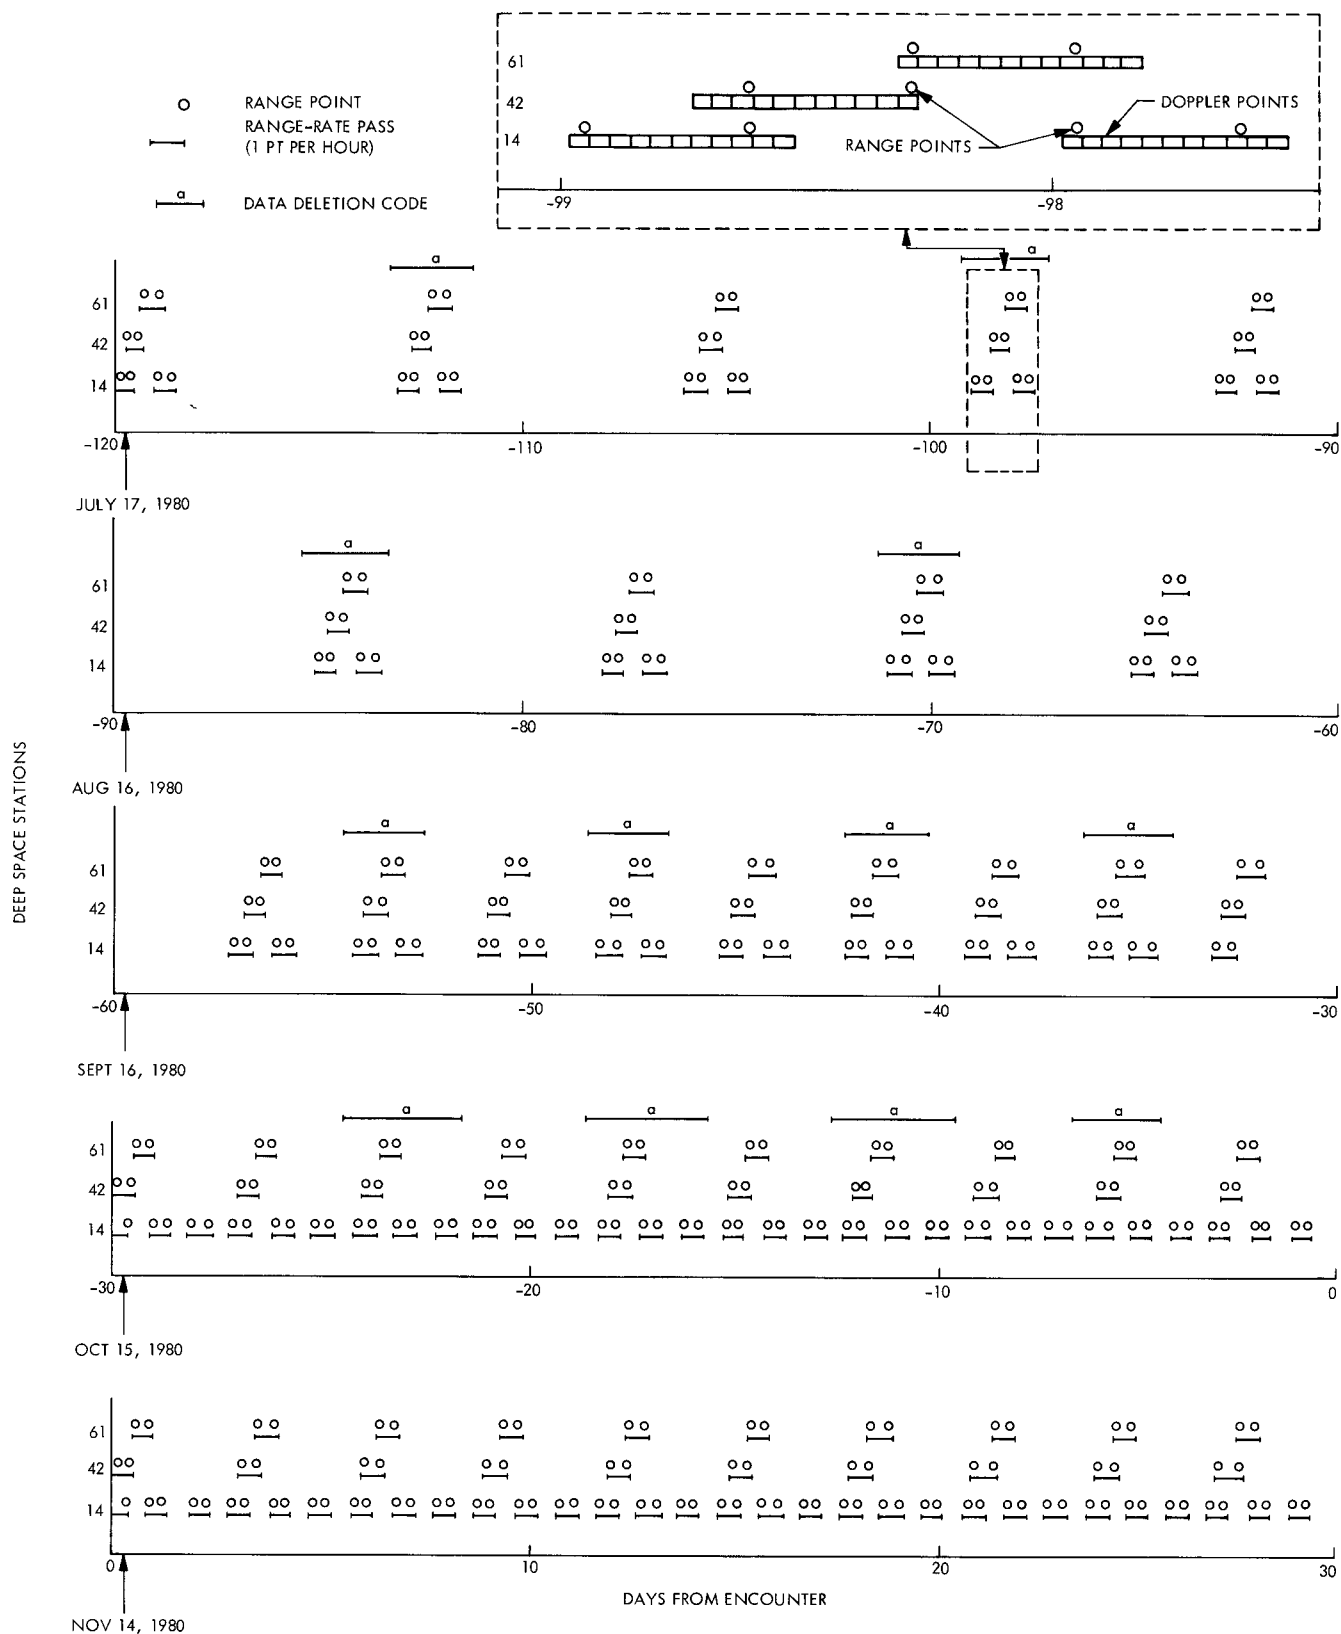 61
RANGE POINT
42
DOPPLER POINTS
RANGE-RATE PASS
(1 PT PER HOUR)
14
RANGE POINTS
a
DATA DELETION CODE
-99
-98
a
a
61
42
14
-120
-110
-100
-90
JULY 17, 1980
a
a
61
42
14
-90
-80
-70
-60
AUG 16, 1980
DEEP SPACE STATIONS
a
a
a
a
61
42
14
-60
-50
-40
-30
SEPT 16, 1980
a
a
a
a
61
42
14
-30
-20
-10
0
OCT 15, 1980
61
42
14
0
10
20
30
DAYS FROM ENCOUNTER
NOV 14, 1980